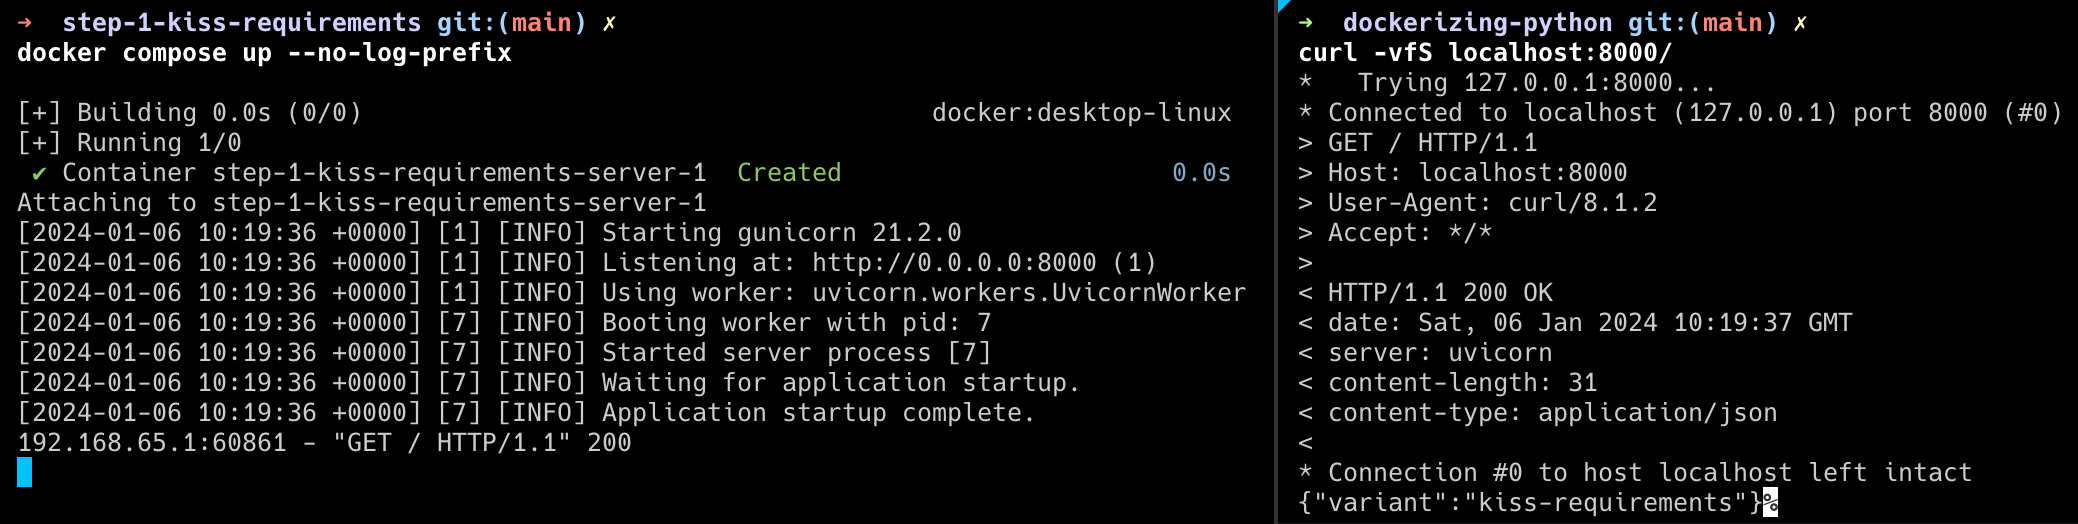 →  step-1-kiss-requirements git:(main) ✗
docker compose up --no-log-prefix
[+] Building 0.0s (0/0)                                      docker:desktop-linux
[+] Running 1/0
 ✔ Container step-1-kiss-requirements-server-1  Created                      0.0s
Attaching to step-1-kiss-requirements-server-1
[2024-01-06 10:19:36 +0000] [1] [INFO] Starting gunicorn 21.2.0
[2024-01-06 10:19:36 +0000] [1] [INFO] Listening at: http://0.0.0.0:8000 (1)
[2024-01-06 10:19:36 +0000] [1] [INFO] Using worker: uvicorn.workers.UvicornWorker
[2024-01-06 10:19:36 +0000] [7] [INFO] Booting worker with pid: 7
[2024-01-06 10:19:36 +0000] [7] [INFO] Started server process [7]
[2024-01-06 10:19:36 +0000] [7] [INFO] Waiting for application startup.
[2024-01-06 10:19:36 +0000] [7] [INFO] Application startup complete.
192.168.65.1:60861 - "GET / HTTP/1.1" 200
→  dockerizing-python git:(main) ✗
curl -vfS localhost:8000/
*   Trying 127.0.0.1:8000...
* Connected to localhost (127.0.0.1) port 8000 (#0)
> GET / HTTP/1.1
> Host: localhost:8000
> User-Agent: curl/8.1.2
> Accept: */*
>
< HTTP/1.1 200 OK
< date: Sat, 06 Jan 2024 10:19:37 GMT
< server: uvicorn
< content-length: 31
< content-type: application/json
<
* Connection #0 to host localhost left intact
{"variant":"kiss-requirements"}%